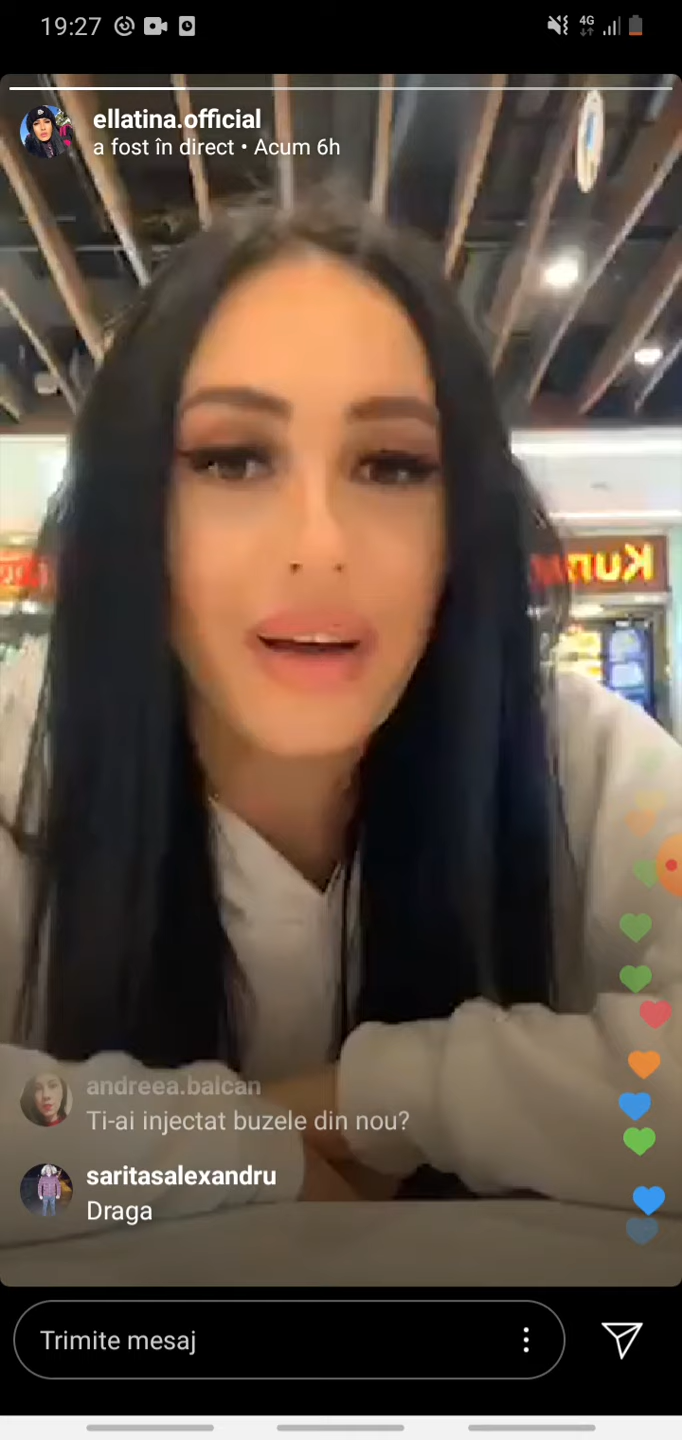 19:27
4G
ellatina.official
a fost în direct • Acum 6h
andreea.balcan
Ti-ai injectat buzele din nou?
saritasalexandru
Draga
Trimite mesaj